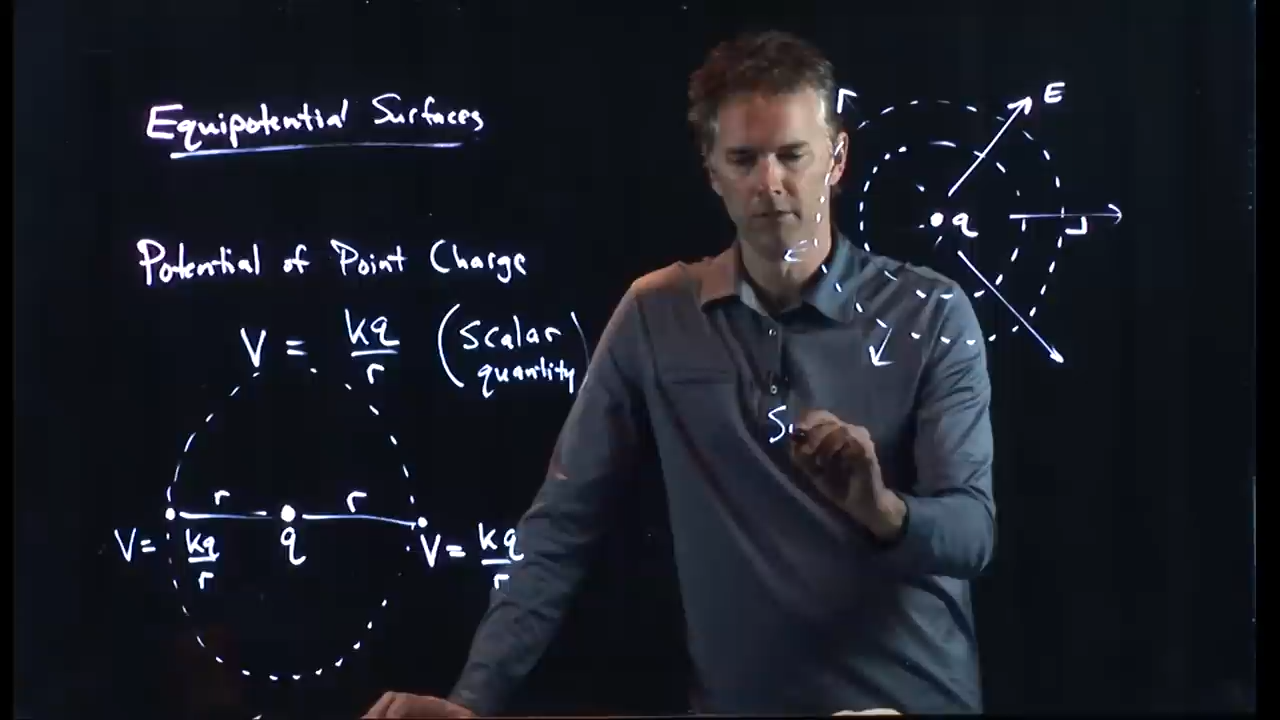 Equipotential Surfaces
Potential of Point Charge
V = kq/r (scalar quantity)
r r
V = kq/r q V = kq/r
E
q
S